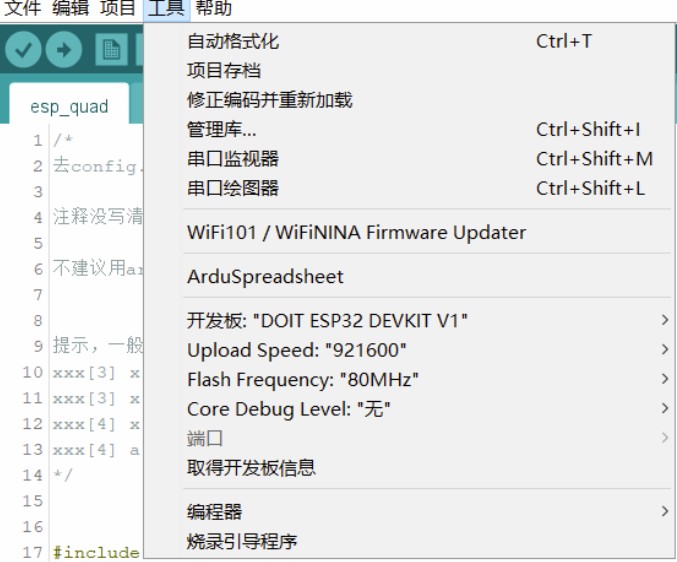 文件 编辑 项目 工具 帮助
自动格式化 Ctrl+T
项目存档
修正编码并重新加载
管理库... Ctrl+Shift+I
串口监视器 Ctrl+Shift+M
串口绘图器 Ctrl+Shift+L
WiFi101 / WiFiNINA Firmware Updater
ArduSpreadsheet
开发板: "DOIT ESP32 DEVKIT V1"
Upload Speed: "921600"
Flash Frequency: "80MHz"
Core Debug Level: "无"
端口
取得开发板信息
编程器
烧录引导程序
esp_quad
1 /*
2 去config.
3
4 注释没写清
5
6 不建议用a
7
8
9 提示，一般
10 xxx[3] x
11 xxx[3] x
12 xxx[4] x
13 xxx[4] a
14 */
15
16
17 #include